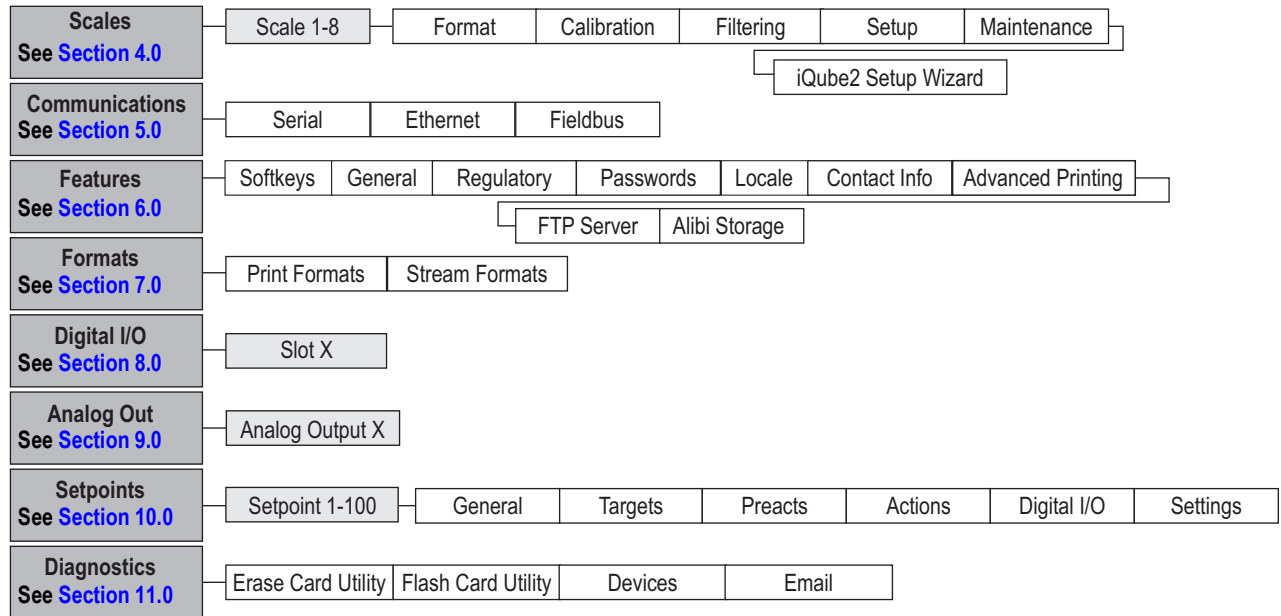 Scales
See Section 4.0
Scale 1-8
Format
Calibration
Filtering
Setup
Maintenance
iQube2 Setup Wizard
Communications
See Section 5.0
Serial
Ethernet
Fieldbus
Features
See Section 6.0
Softkeys
General
Regulatory
Passwords
Locale
Contact Info
Advanced Printing
FTP Server
Alibi Storage
Formats
See Section 7.0
Print Formats
Stream Formats
Digital I/O
See Section 8.0
Slot X
Analog Out
See Section 9.0
Analog Output X
Setpoints
See Section 10.0
Setpoint 1-100
General
Targets
Preacts
Actions
Digital I/O
Settings
Diagnostics
See Section 11.0
Erase Card Utility
Flash Card Utility
Devices
Email